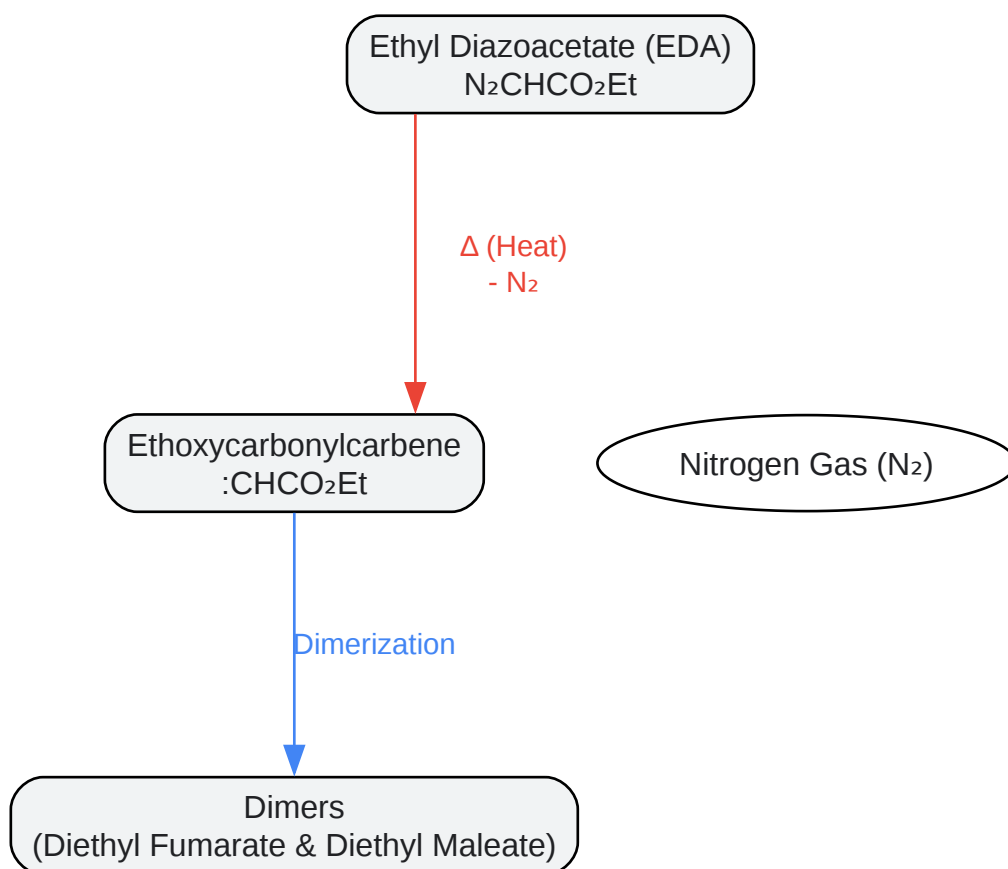 Ethyl Diazoacetate (EDA)
N₂CHCO₂Et
Δ (Heat)
- N₂
Ethoxycarbonylcarbene
:CHCO₂Et
Nitrogen Gas (N₂)
Dimerization
Dimers
(Diethyl Fumarate & Diethyl Maleate)